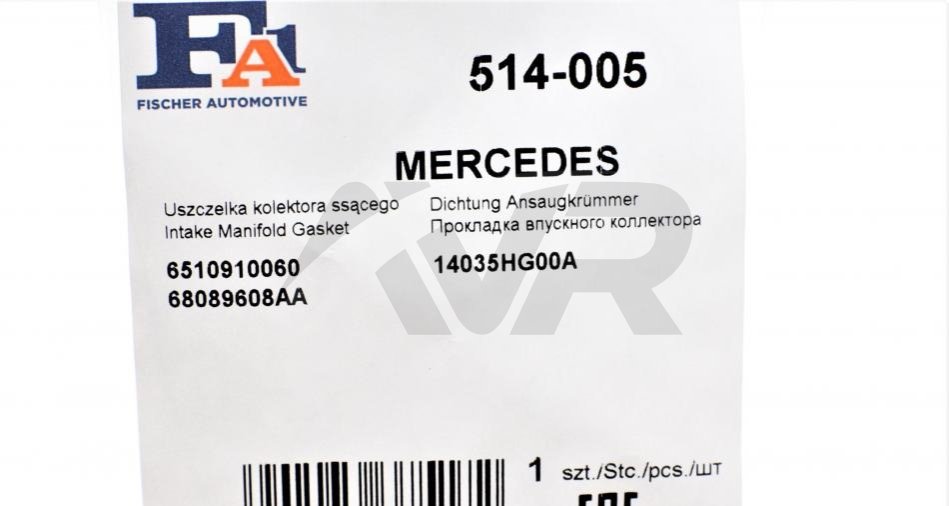 FA1
FISCHER AUTOMOTIVE
514-005
MERCEDES
Uszczelka kolektora ssącego
Intake Manifold Gasket
Dichtung Ansaugkrümmer
Прокладка впускного коллектора
6510910060
68089608AA
14035HG00A
IVR
1 szt./Stc./pcs./шт